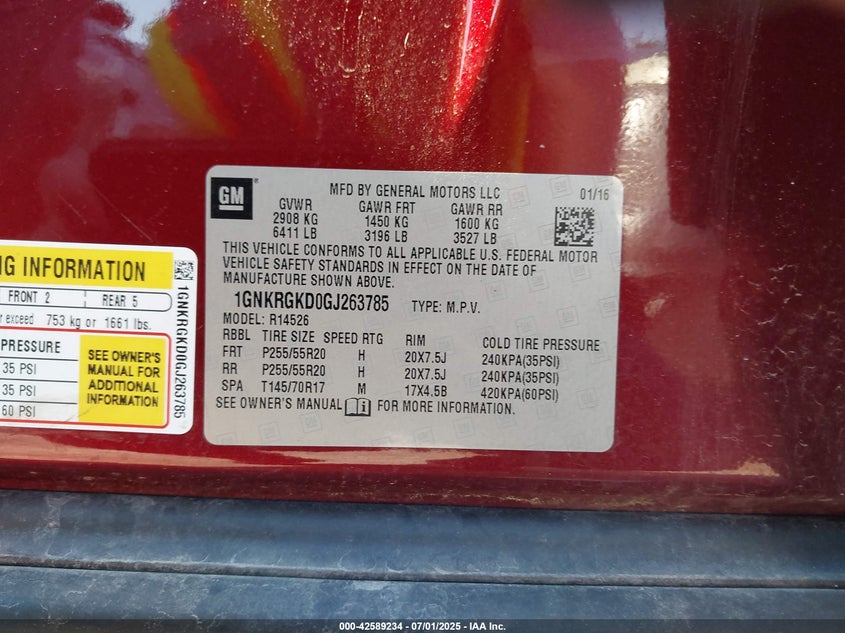 GM
MFD BY GENERAL MOTORS LLC 01/16
GVWR GAWR FRT GAWR RR
2908 KG 1450 KG 1600 KG
6411 LB 3196 LB 3527 LB
THIS VEHICLE CONFORMS TO ALL APPLICABLE U.S. FEDERAL MOTOR
VEHICLE SAFETY STANDARDS IN EFFECT ON THE DATE OF
MANUFACTURE SHOWN ABOVE.
1GNKRGKD0GJ263785 TYPE: M.P.V.
MODEL: R14526
RBBL TIRE SIZE SPEED RTG RIM COLD TIRE PRESSURE
FRT P255/55R20 H 20X7.5J 240KPA(35PSI)
RR P255/55R20 H 20X7.5J 240KPA(35PSI)
SPA T145/70R17 M 17X4.5B 420KPA(60PSI)
SEE OWNER'S MANUAL i FOR MORE INFORMATION.
NG INFORMATION
FRONT 2 REAR 5
exceed 753 kg or 1661 lbs.
PRESSURE
35 PSI
35 PSI
60 PSI
SEE OWNER'S
MANUAL FOR
ADDITIONAL
INFORMATION
1GNKRGKD0GJ263785
000-42589234 - 07/01/2025 - IAA Inc.